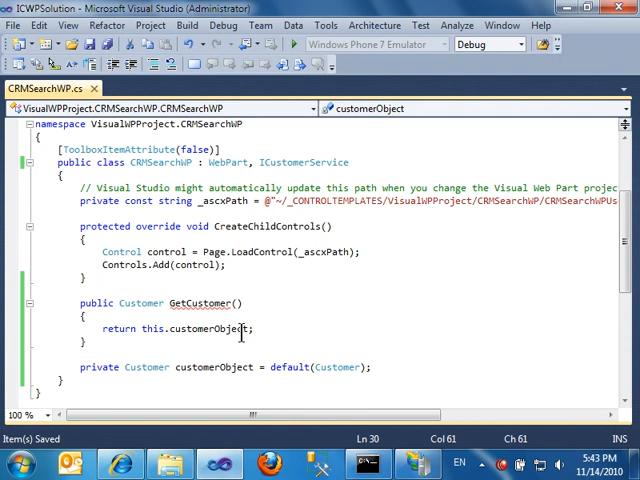 ICWPSolution - Microsoft Visual Studio (Administrator)
File Edit View Refactor Project Build Debug Team Data Tools Architecture Test Analyze Window Help
Windows Phone 7 Emulator Debug
CRMSearchWP.cs
VisualWPProject.CRMSearchWP.CRMSearchWP customerObject
namespace VisualWPProject.CRMSearchWP
{
[ToolboxItemAttribute(false)]
public class CRMSearchWP : WebPart, ICustomerService
{
// Visual Studio might automatically update this path when you change the Visual Web Part projec
private const string _ascxPath = @"~/_CONTROLTEMPLATES/VisualWPProject/CRMSearchWP/CRMSearchWPUs
protected override void CreateChildControls()
{
Control control = Page.LoadControl(_ascxPath);
Controls.Add(control);
}
public Customer GetCustomer()
{
return this.customerObject;
}
private Customer customerObject = default(Customer);
}
}
100 %
Item(s) Saved Ln 30 Col 61 Ch 61 INS
EN 5:43 PM
11/14/2010